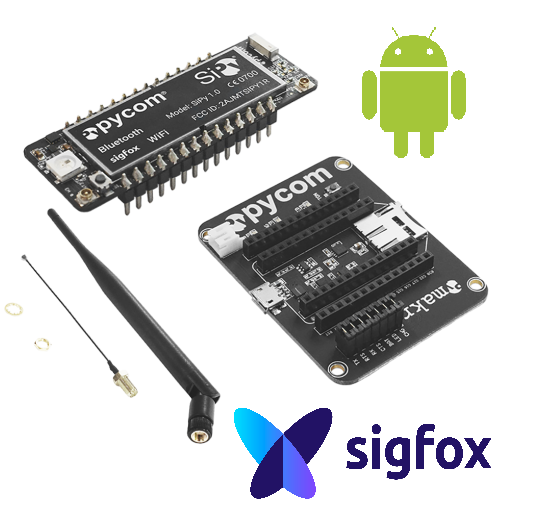 SiPy
pycom®
Model: SiPy 1.0
CE0700
FCC ID: 2AJMTSIPY1R
Bluetooth
sigfox
WiFi
pycom
makr
sigfox